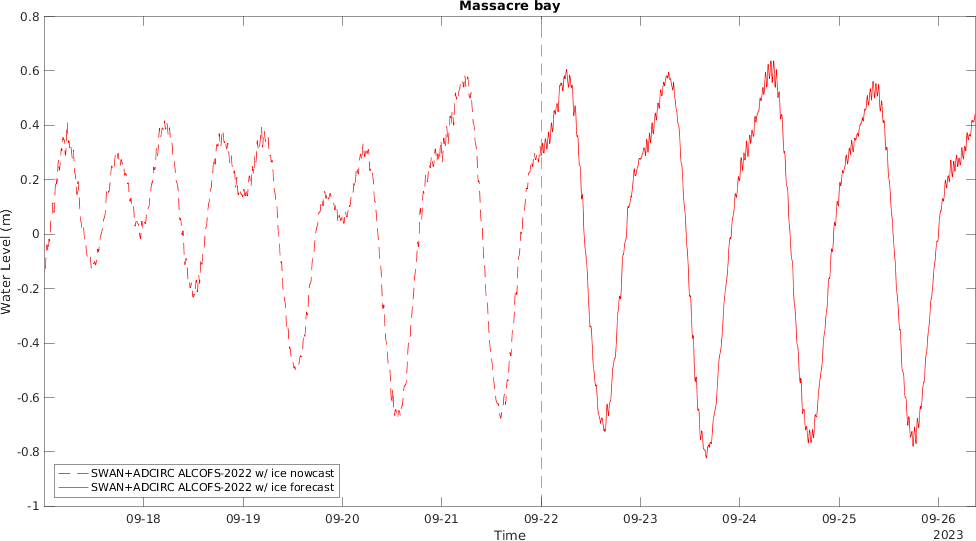 Massacre bay
0.8
0.6
0.4
0.2
0
-0.2
-0.4
-0.6
-0.8
-1
Water Level (m)
SWAN+ADCIRC ALCOFS-2022 w/ ice nowcast
SWAN+ADCIRC ALCOFS-2022 w/ ice forecast
09-18 09-19 09-20 09-21 09-22 09-23 09-24 09-25 09-26
Time
2023